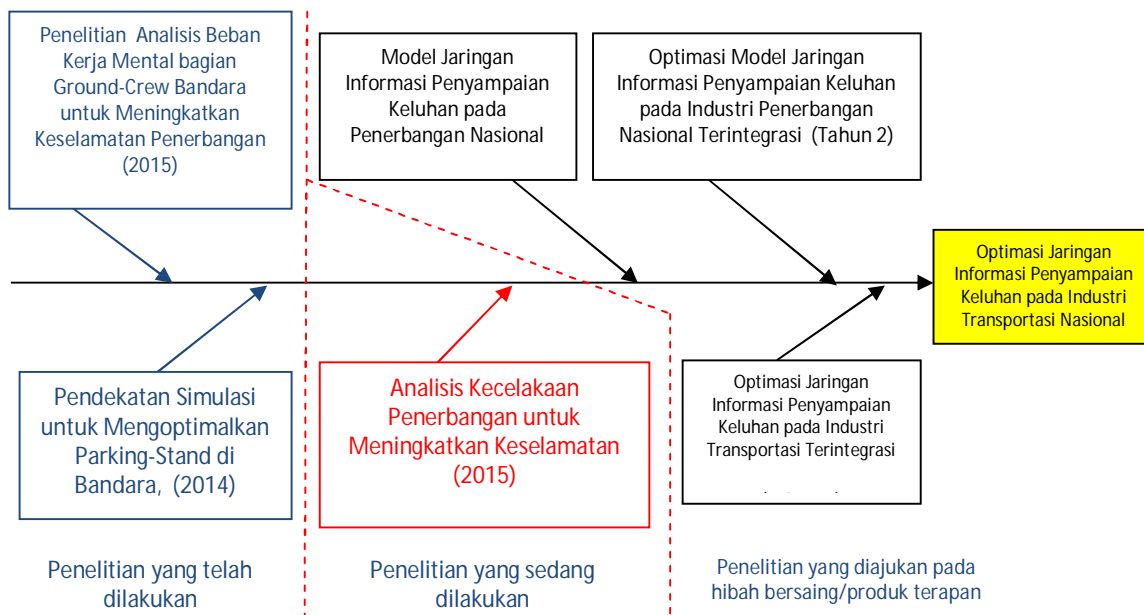 Penelitian Analisis Beban
Kerja Mental bagian
Ground-Crew Bandara
untuk Meningkatkan
Keselamatan Penerbangan
(2015)
Model Jaringan
Informasi Penyampaian
Keluhan pada
Penerbangan Nasional
Optimasi Model Jaringan
Informasi Penyampaian Keluhan
pada Industri Penerbangan
Nasional Terintegrasi (Tahun 2)
Optimasi Jaringan
Informasi Penyampaian
Keluhan pada Industri
Transportasi Nasional
Pendekatan Simulasi
untuk Mengoptimalkan
Parking-Stand di
Bandara, (2014)
Analisis Kecelakaan
Penerbangan untuk
Meningkatkan Keselamatan
(2015)
Optimasi Jaringan
Informasi Penyampaian
Keluhan pada Industri
Transportasi Terintegrasi
Penelitian yang telah
dilakukan
Penelitian yang sedang
dilakukan
Penelitian yang diajukan pada
hibah bersaing/produk terapan